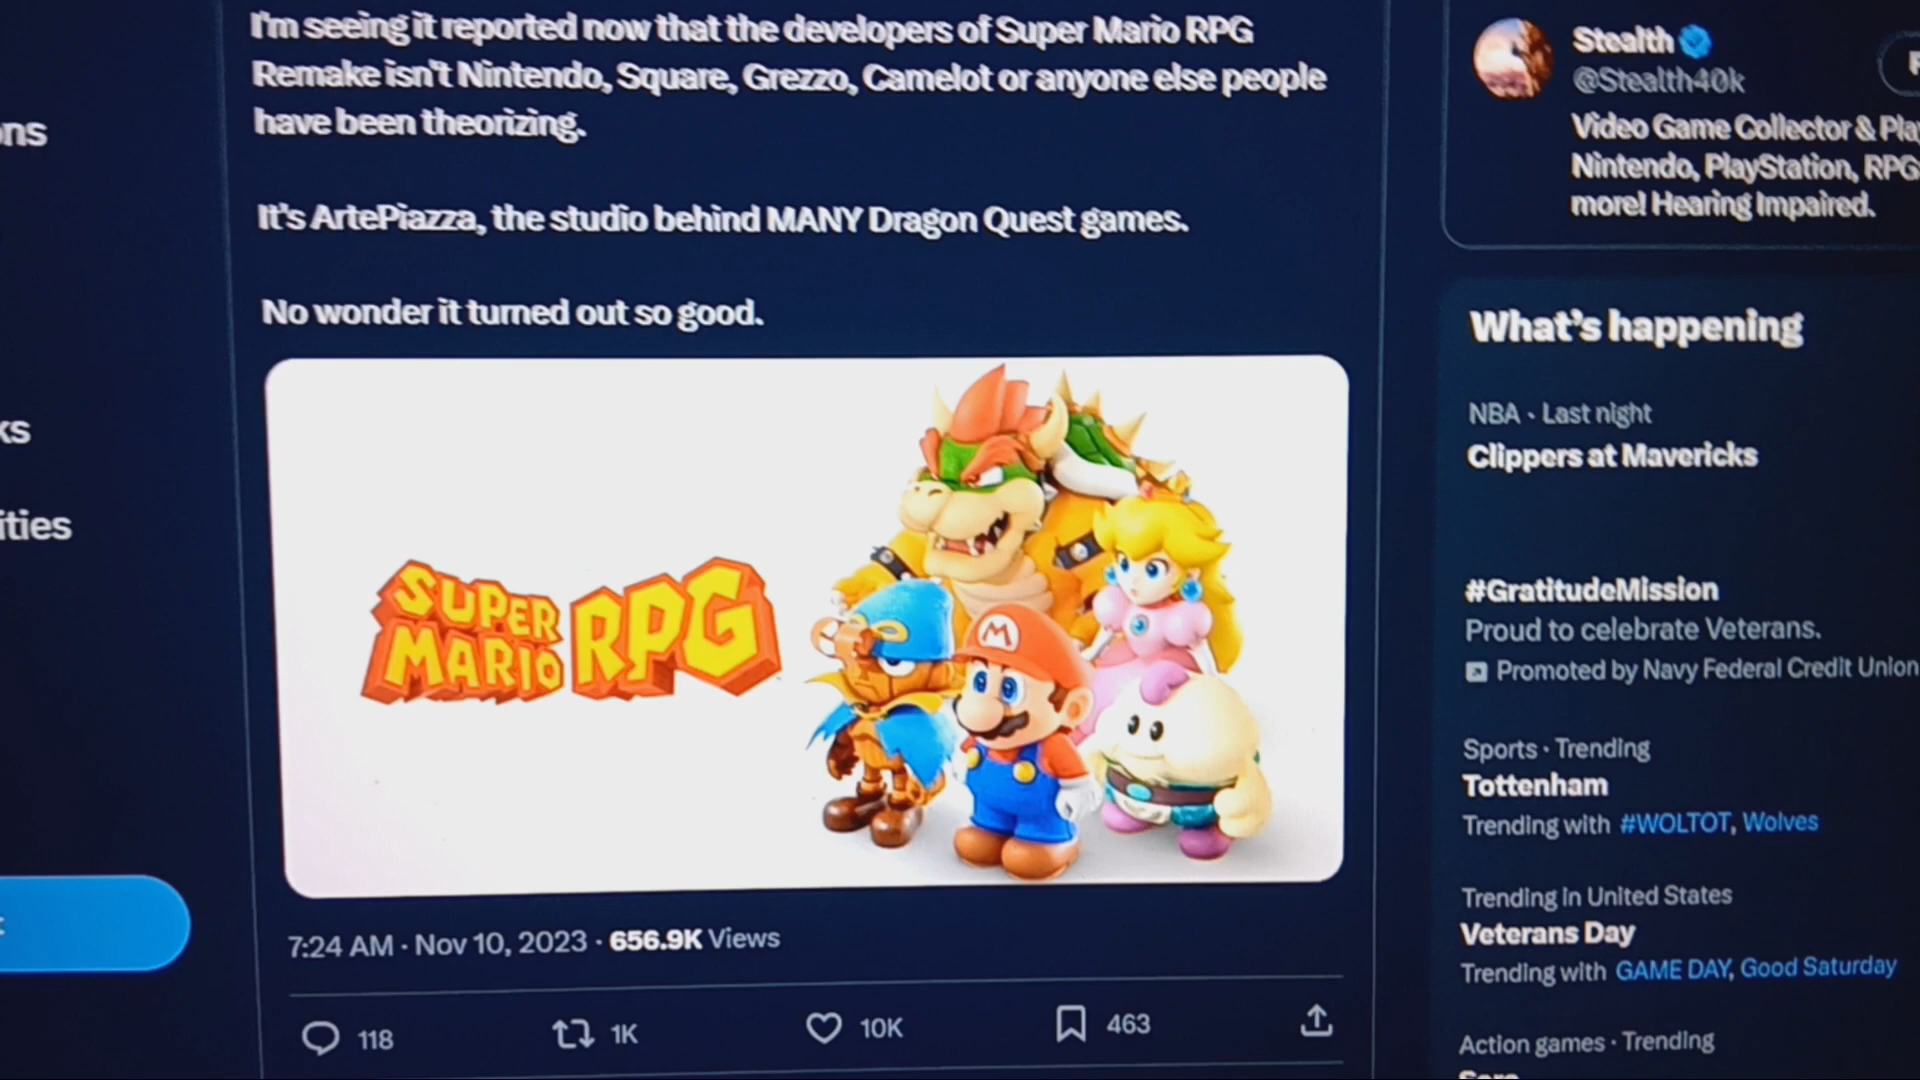 I'm seeing it reported now that the developers of Super Mario RPG
Remake isn't Nintendo, Square, Grezzo, Camelot or anyone else people
have been theorizing.
It's ArtePiazza, the studio behind MANY Dragon Quest games.
No wonder it turned out so good.
SUPER
MARIO RPG
M
7:24 AM · Nov 10, 2023 · 656.9K Views
118 1K 10K 463
ons
ks
ities
Stealth
@Stealth40k
Video Game Collector & Pla
Nintendo, PlayStation, RPG
more! Hearing Impaired.
What's happening
NBA · Last night
Clippers at Mavericks
#GratitudeMission
Proud to celebrate Veterans.
Promoted by Navy Federal Credit Union
Sports · Trending
Tottenham
Trending with #WOLTOT, Wolves
Trending in United States
Veterans Day
Trending with GAME DAY, Good Saturday
Action games · Trending